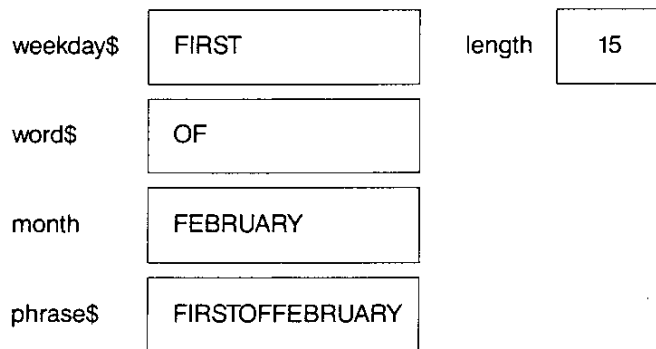 weekday$ FIRST length 15
word$ OF
month FEBRUARY
phrase$ FIRSTOFFEBRUARY